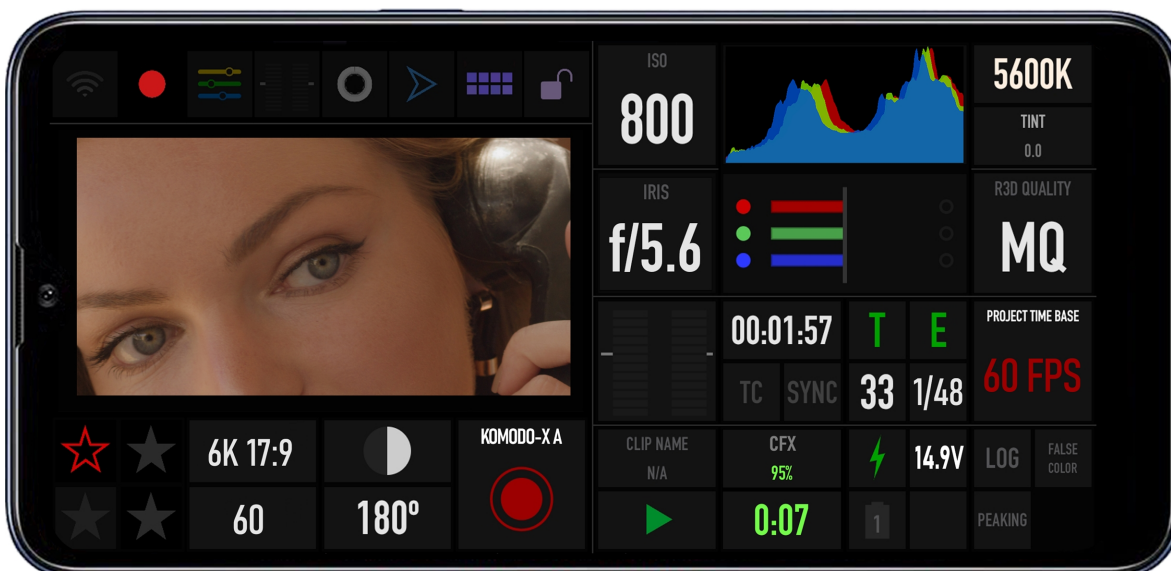 ISO
800
5600K
TINT
0.0
IRIS
f/5.6
R3D QUALITY
MQ
00:01:57
T
E
PROJECT TIME BASE
60 FPS
TC
SYNC
33
1/48
6K 17:9
KOMODO-X A
60
180º
CLIP NAME
N/A
CFX
95%
14.9V
LOG
FALSE
COLOR
0:07
1
PEAKING